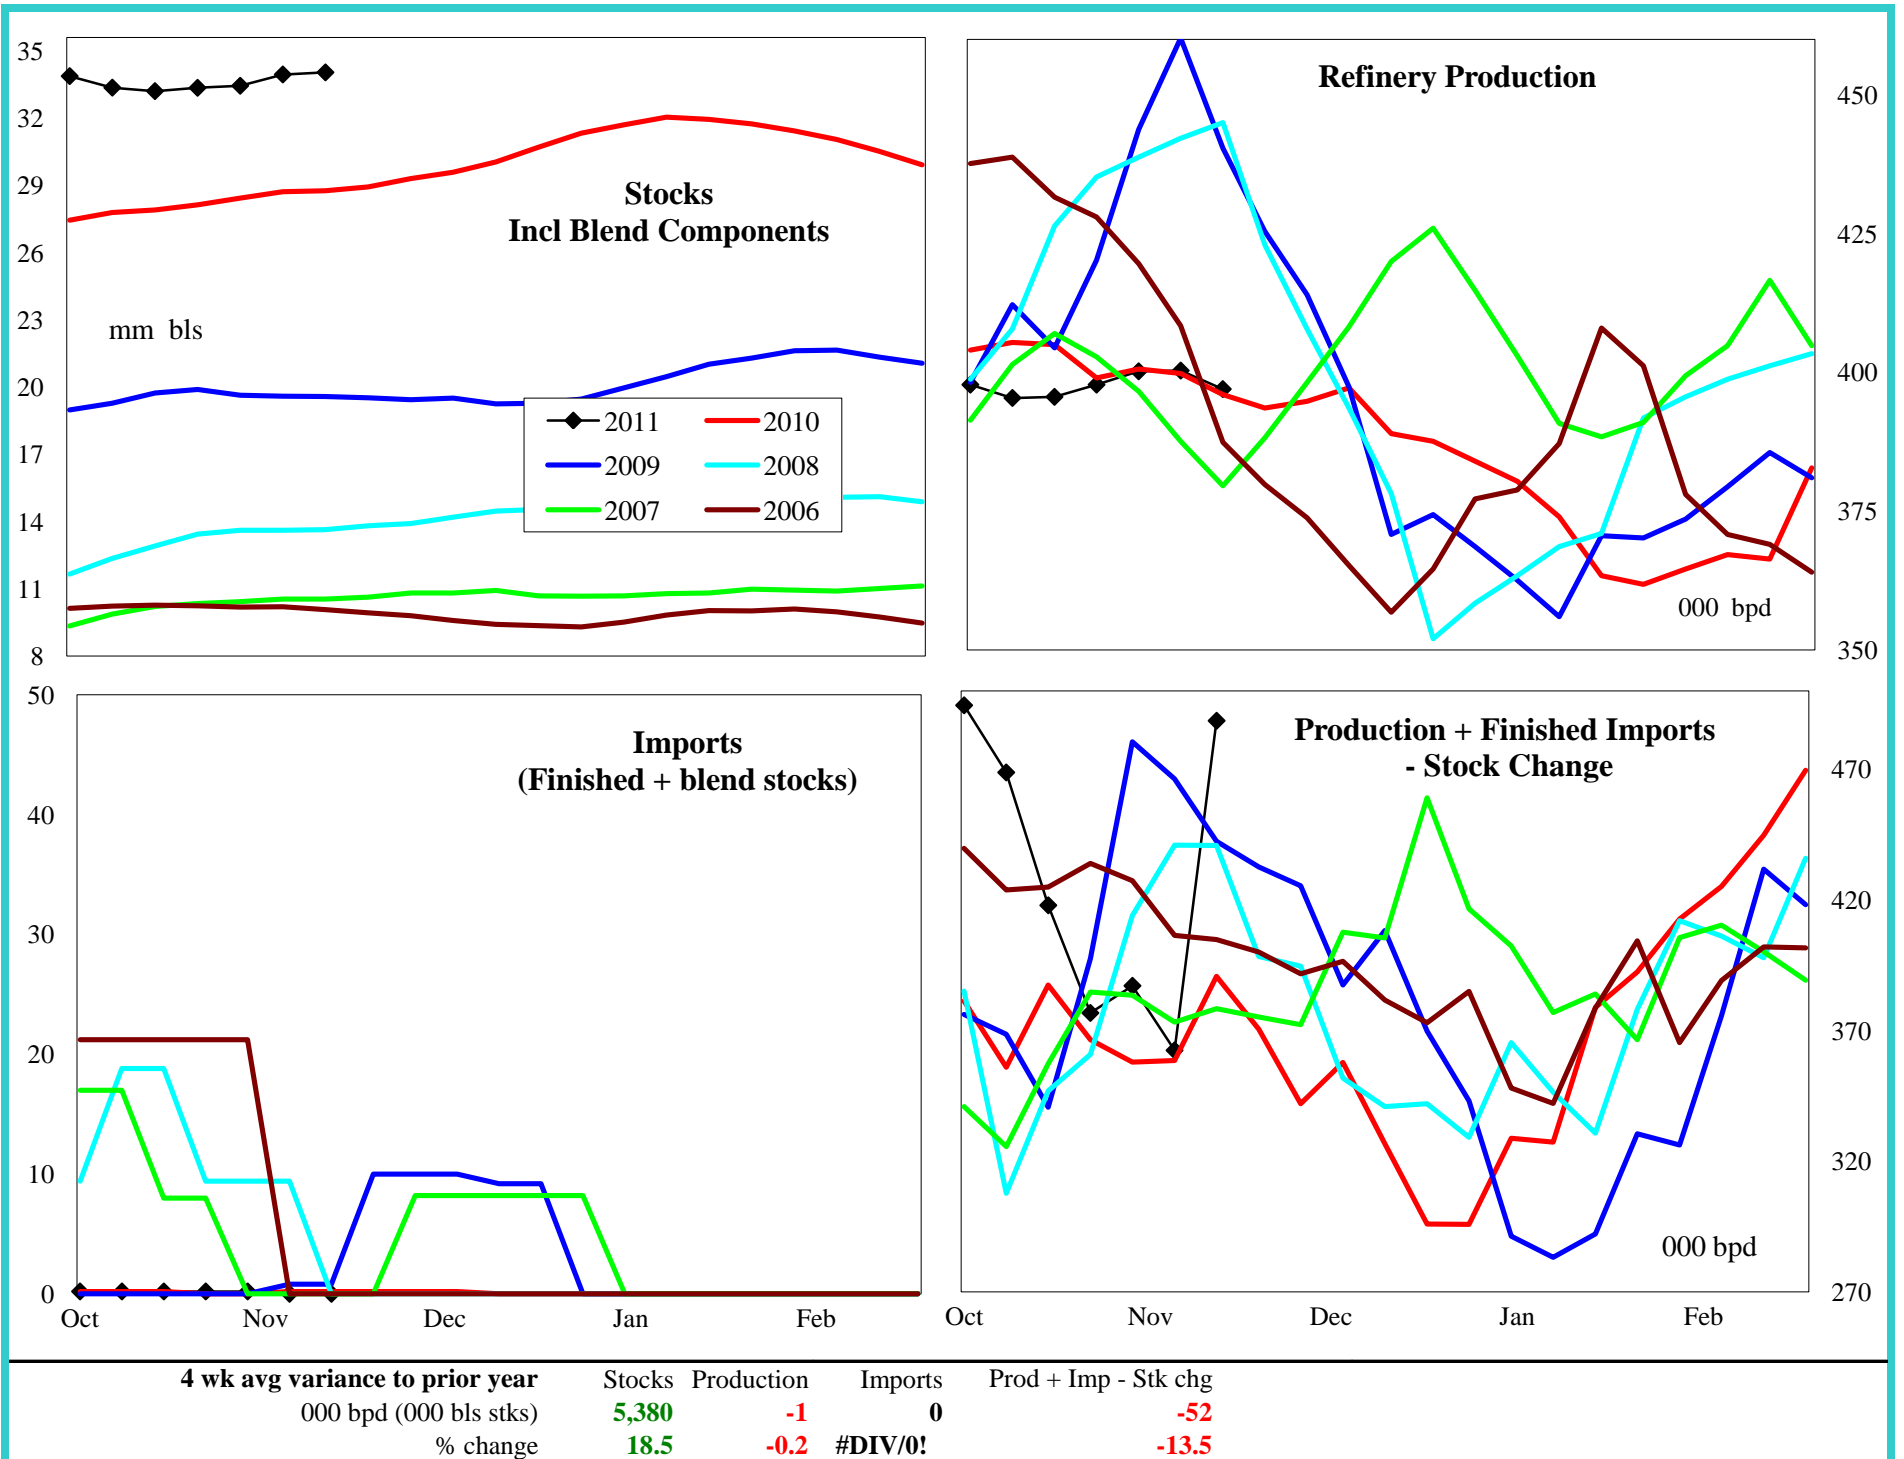 35
32
29
26
23
20
17
14
11
8
Stocks
Incl Blend Components
mm bls
2011 2010
2009 2008
2007 2006
Refinery Production
450
425
400
375
350
000 bpd
50
40
30
20
10
0
Imports
(Finished + blend stocks)
Oct Nov Dec Jan Feb
Production + Finished Imports
- Stock Change
470
420
370
320
270
000 bpd
Oct Nov Dec Jan Feb
4 wk avg variance to prior year Stocks Production Imports Prod + Imp - Stk chg
000 bpd (000 bls stks) 5,380 -1 0 -52
% change 18.5 -0.2 #DIV/0! -13.5